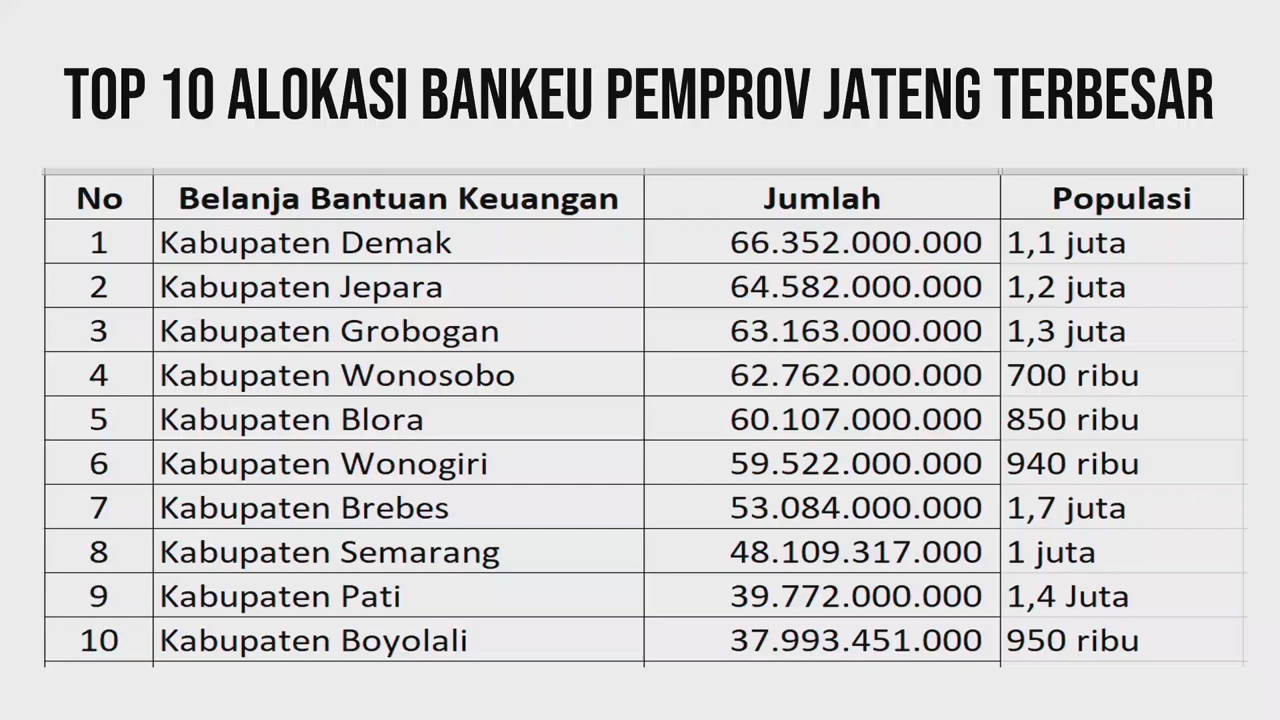 TOP 10 ALOKASI BANKEU PEMPROV JATENG TERBESAR
No Belanja Bantuan Keuangan Jumlah Populasi
1 Kabupaten Demak 66.352.000.000 1,1 juta
2 Kabupaten Jepara 64.582.000.000 1,2 juta
3 Kabupaten Grobogan 63.163.000.000 1,3 juta
4 Kabupaten Wonosobo 62.762.000.000 700 ribu
5 Kabupaten Blora 60.107.000.000 850 ribu
6 Kabupaten Wonogiri 59.522.000.000 940 ribu
7 Kabupaten Brebes 53.084.000.000 1,7 juta
8 Kabupaten Semarang 48.109.317.000 1 juta
9 Kabupaten Pati 39.772.000.000 1,4 Juta
10 Kabupaten Boyolali 37.993.451.000 950 ribu